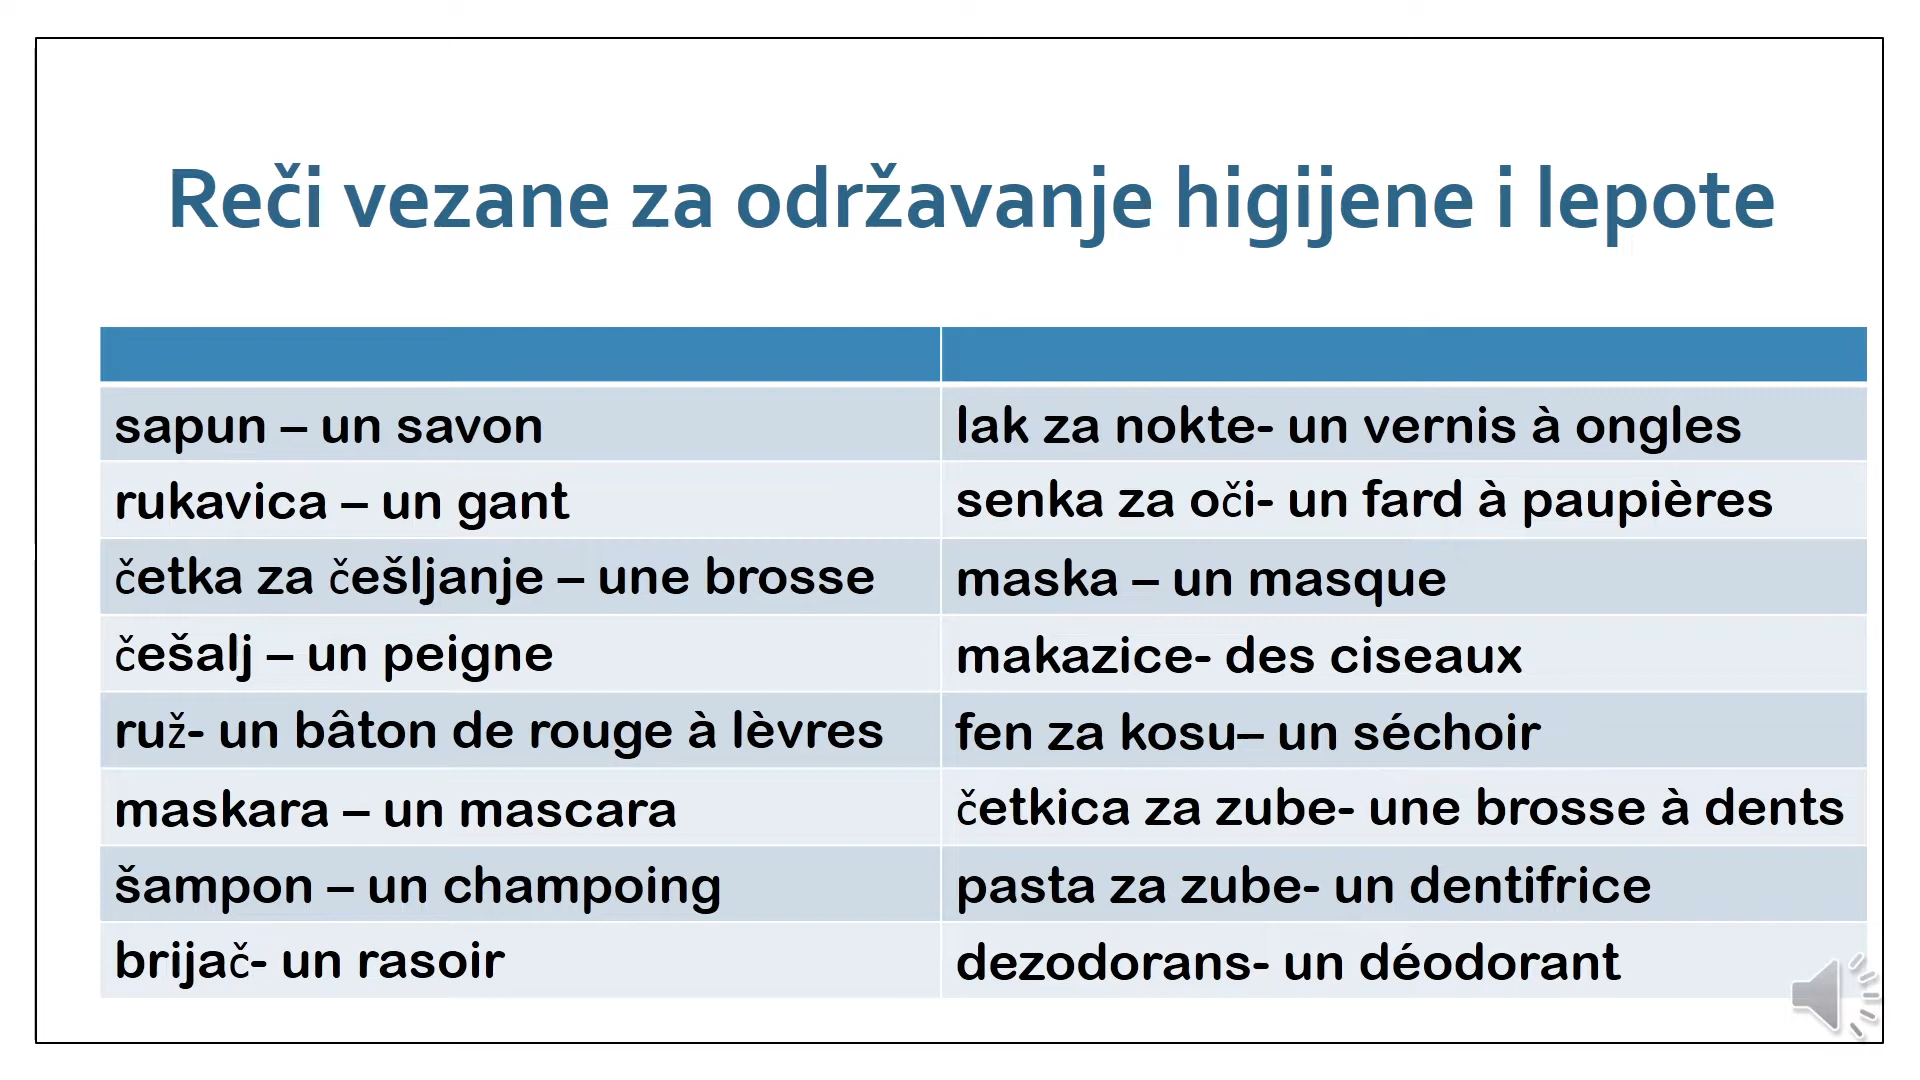 Reči vezane za održavanje higijene i lepote
sapun – un savon
lak za nokte- un vernis à ongles
rukavica – un gant
senka za oči- un fard à paupières
četka za češljanje – une brosse
maska – un masque
češalj – un peigne
makazice- des ciseaux
ruž- un bâton de rouge à lèvres
fen za kosu– un séchoir
maskara – un mascara
četkica za zube- une brosse à dents
šampon – un champoing
pasta za zube- un dentifrice
brijač- un rasoir
dezodorans- un déodorant